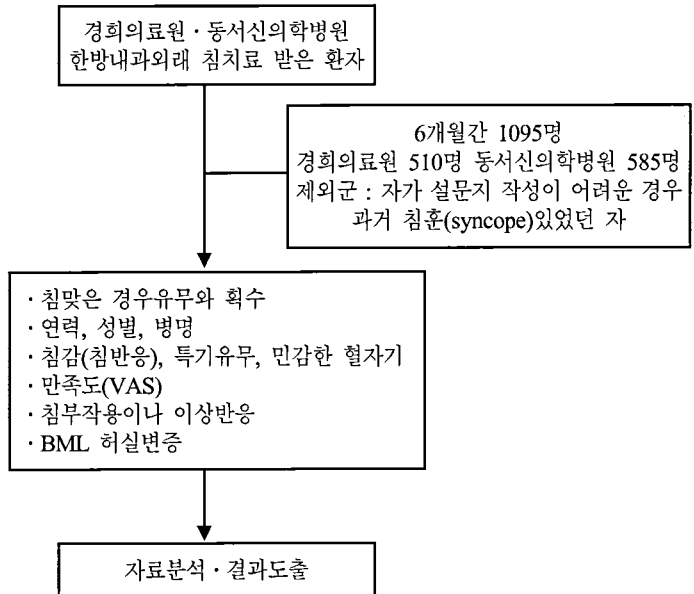 경희의료원 · 동서신의학병원
한방내과외래 침치료 받은 환자
6개월간 1095명
경희의료원 510명 동서신의학병원 585명
제외군 : 자가 설문지 작성이 어려운 경우
과거 침훈(syncope)있었던 자
· 침맞은 경우유무와 획수
· 연력, 성별, 병명
· 침감(침반응), 특기유무, 민감한 혈자기
· 만족도(VAS)
· 침부작용이나 이상반응
· BML 허실변증
자료분석 · 결과도출